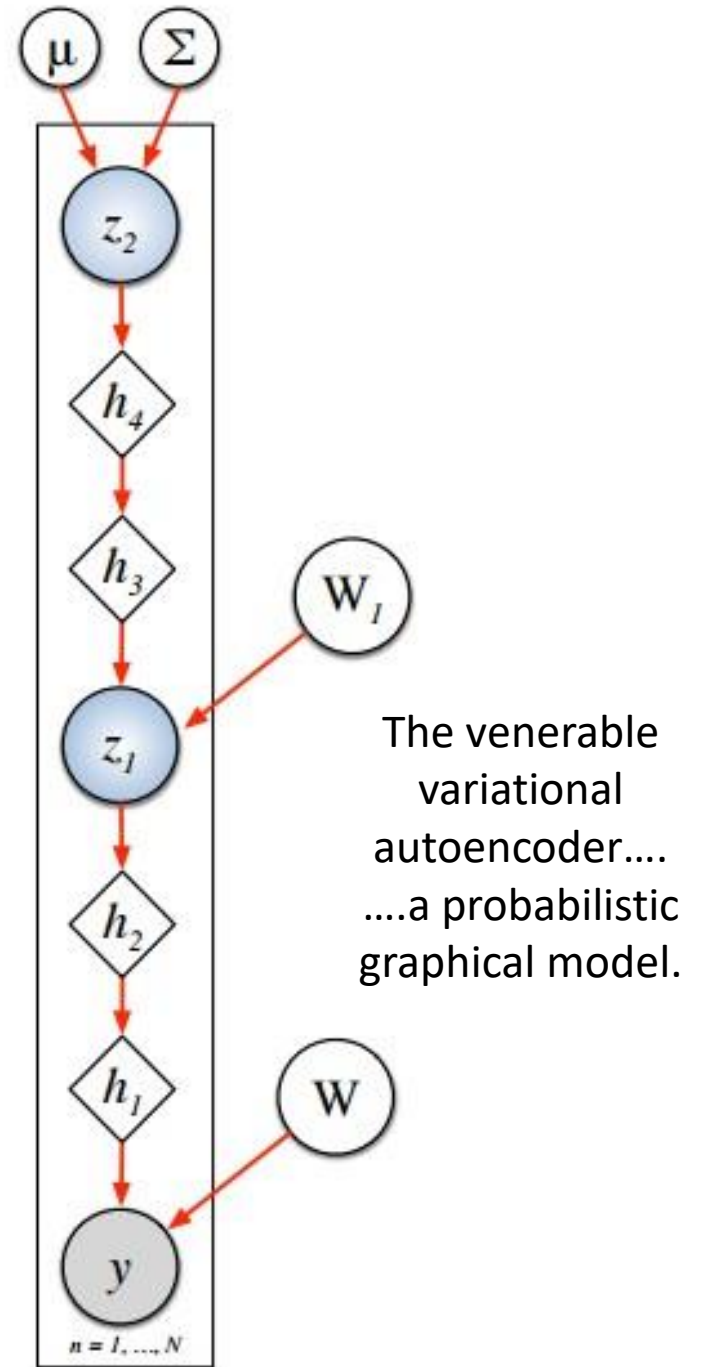 μ Σ
z₂
h₄
h₃
W₁
z₁
The venerable
variational
autoencoder....
....a probabilistic
graphical model.
h₂
h₁
W
y
n = 1, ..., N